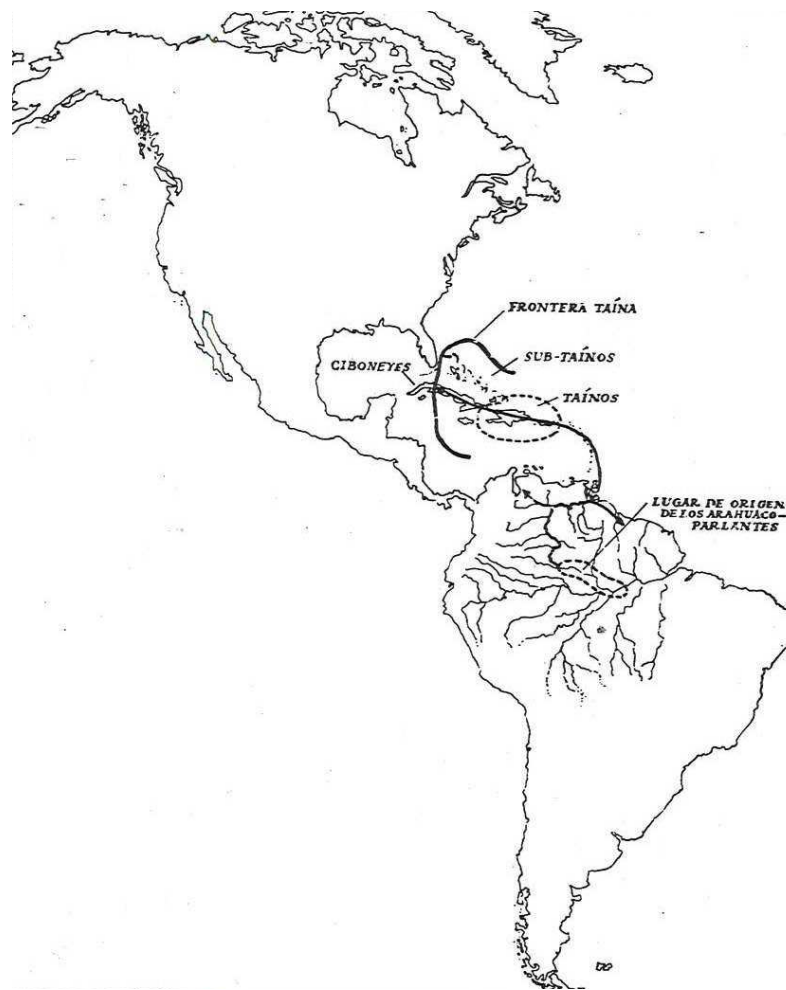 FRONTERA TAÍNA
SUB-TAÍNOS
CIBONEYES
TAÍNOS
LUGAR DE ORIGEN
DE LOS ARAHUACO-
PARLANTES